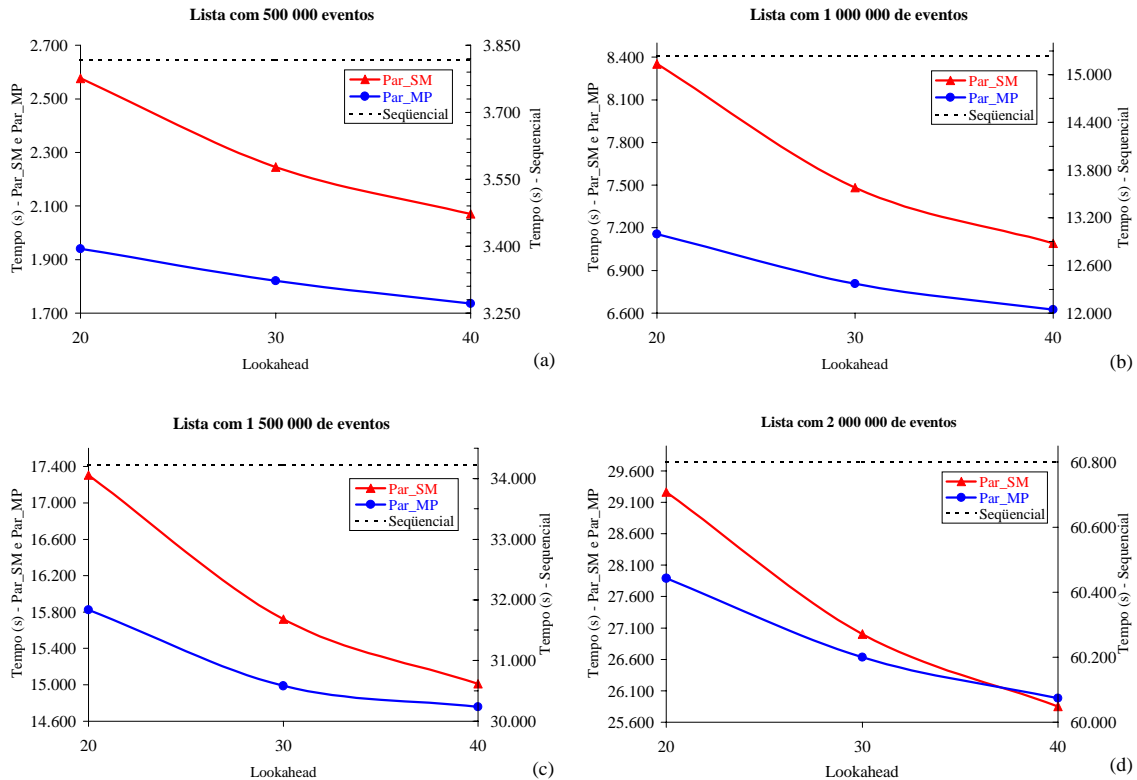 Lista com 500 000 eventos
2.700
2.500
2.300
2.100
1.900
1.700
Tempo (s) - Par_SM e Par_MP
3.850
3.700
3.550
3.400
3.250
Tempo (s) - Sequencial
Par_SM
Par_MP
Seqüencial
20
30
40
Lookahead
(a)
Lista com 1 000 000 de eventos
8.400
8.100
7.800
7.500
7.200
6.900
6.600
Tempo (s) - Par_SM e Par_MP
15.000
14.400
13.800
13.200
12.600
12.000
Tempo (s) - Sequencial
Par_SM
Par_MP
Seqüencial
20
30
40
Lookahead
(b)
Lista com 1 500 000 de eventos
17.400
17.000
16.600
16.200
15.800
15.400
15.000
14.600
Tempo (s) - Par_SM e Par_MP
34.000
33.000
32.000
31.000
30.000
Tempo (s) - Sequencial
Par_SM
Par_MP
Seqüencial
20
30
40
Lookahead
(c)
Lista com 2 000 000 de eventos
29.600
29.100
28.600
28.100
27.600
27.100
26.600
26.100
25.600
Tempo (s) - Par_SM e Par_MP
60.800
60.600
60.400
60.200
60.000
Tempo (s) - Sequencial
Par_SM
Par_MP
Seqüencial
20
30
40
Lookahead
(d)